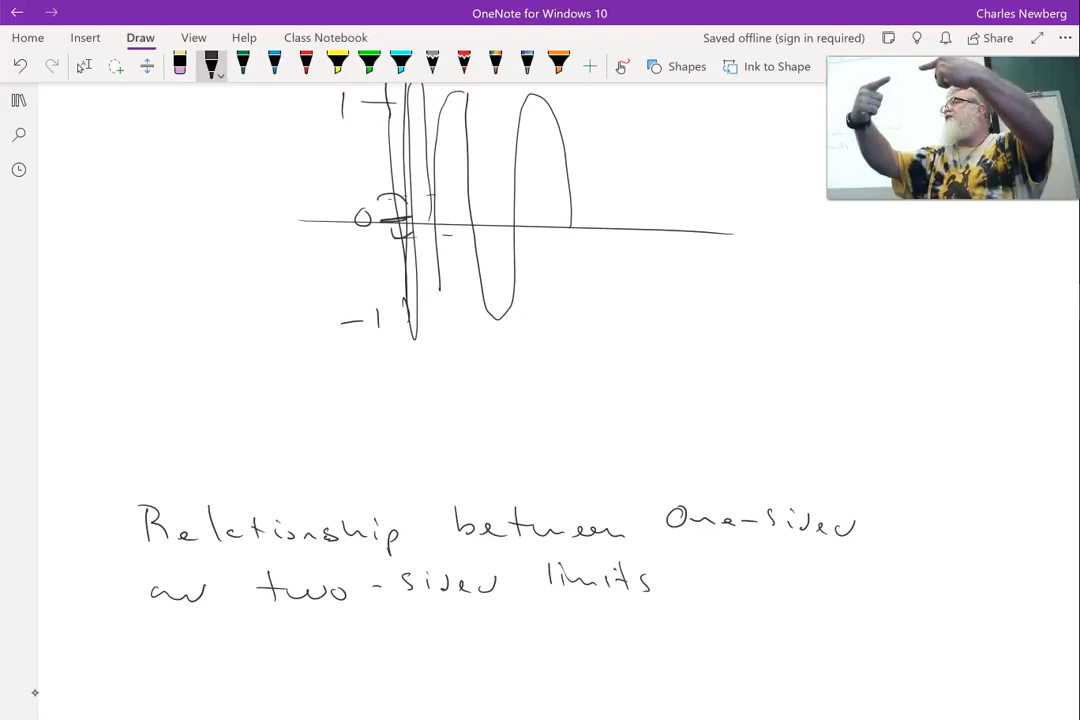 OneNote for Windows 10
Charles Newberg
Home Insert Draw View Help Class Notebook
Saved offline (sign in required)
Share
Shapes
Ink to Shape
1
0
-1
Relationship between One-sided
and two-sided limits